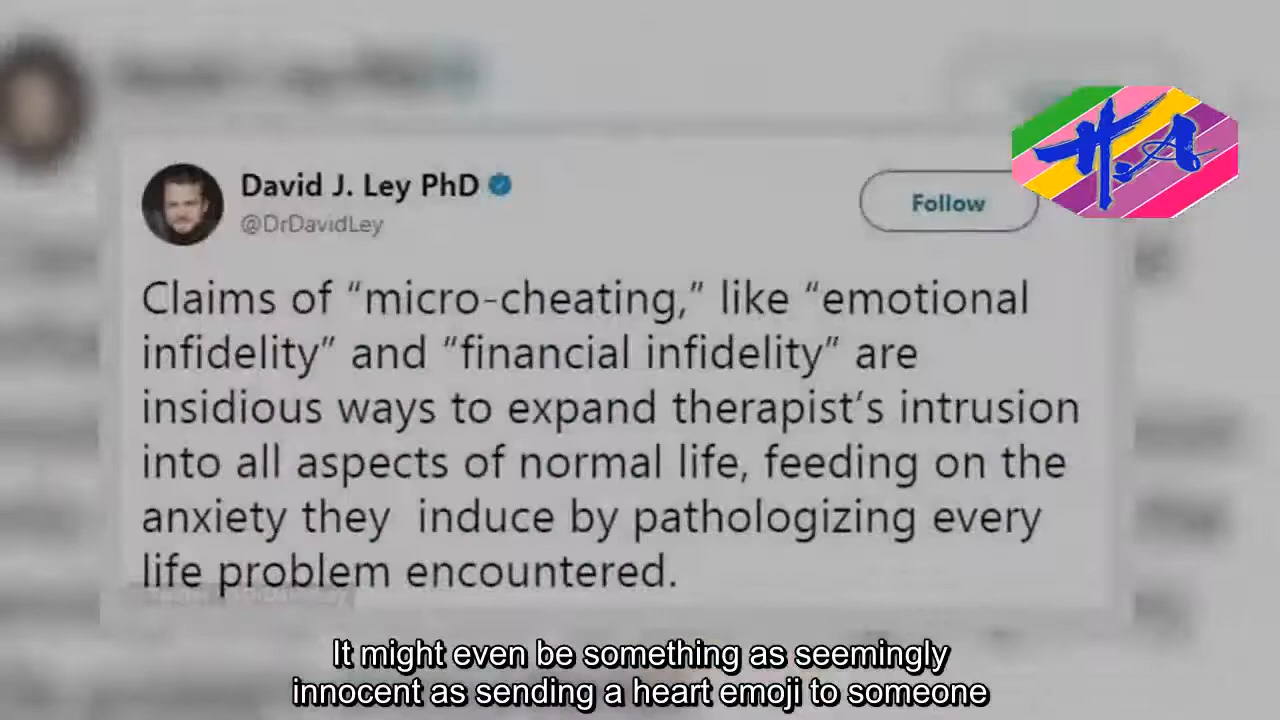 David J. Ley PhD
@DrDavidLey
Follow
H.A
Claims of “micro-cheating,” like “emotional
infidelity” and “financial infidelity” are
insidious ways to expand therapist’s intrusion
into all aspects of normal life, feeding on the
anxiety they  induce by pathologizing every
life problem encountered.
It might even be something as seemingly
innocent as sending a heart emoji to someone